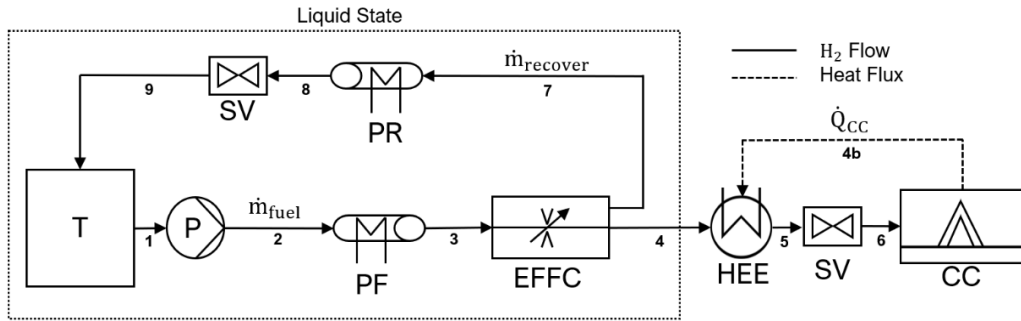 Liquid State
ṁrecover
H₂ Flow
Heat Flux
9
SV
8
PR
7
Q̇CC
4b
T
1
P
ṁfuel
2
PF
3
EFFC
4
HEE
5
SV
6
CC